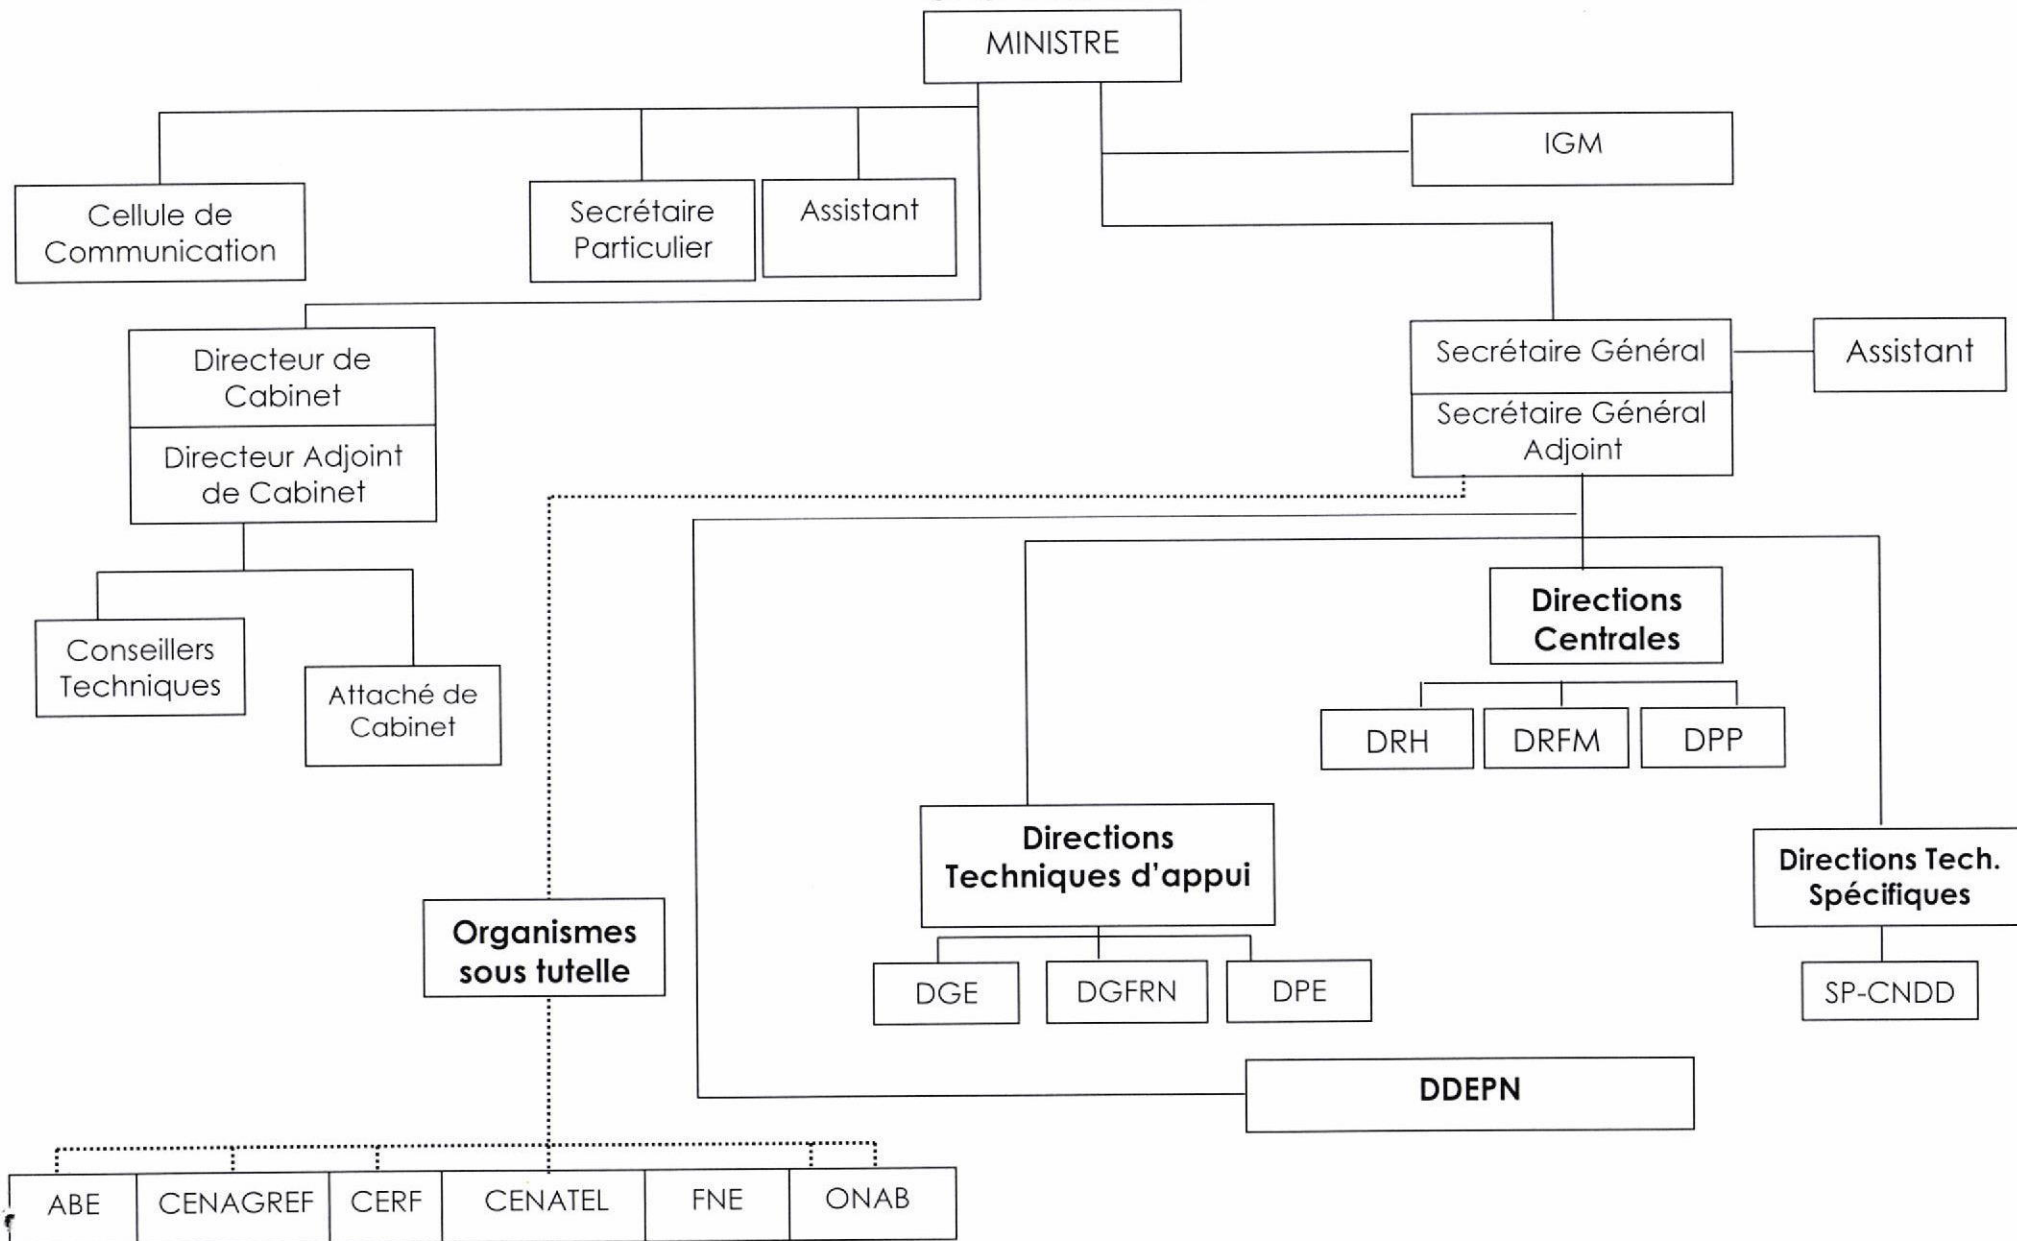 MINISTRE
IGM
Cellule de
Communication
Secrétaire
Particulier
Assistant
Directeur de
Cabinet
Directeur Adjoint
de Cabinet
Secrétaire Général
Secrétaire Général
Adjoint
Assistant
Conseillers
Techniques
Attaché de
Cabinet
Directions
Centrales
DRH
DRFM
DPP
Directions
Techniques d'appui
Directions Tech.
Spécifiques
Organismes
sous tutelle
DGE
DGFRN
DPE
SP-CNDD
DDEPN
ABE
CENAGREF
CERF
CENATEL
FNE
ONAB